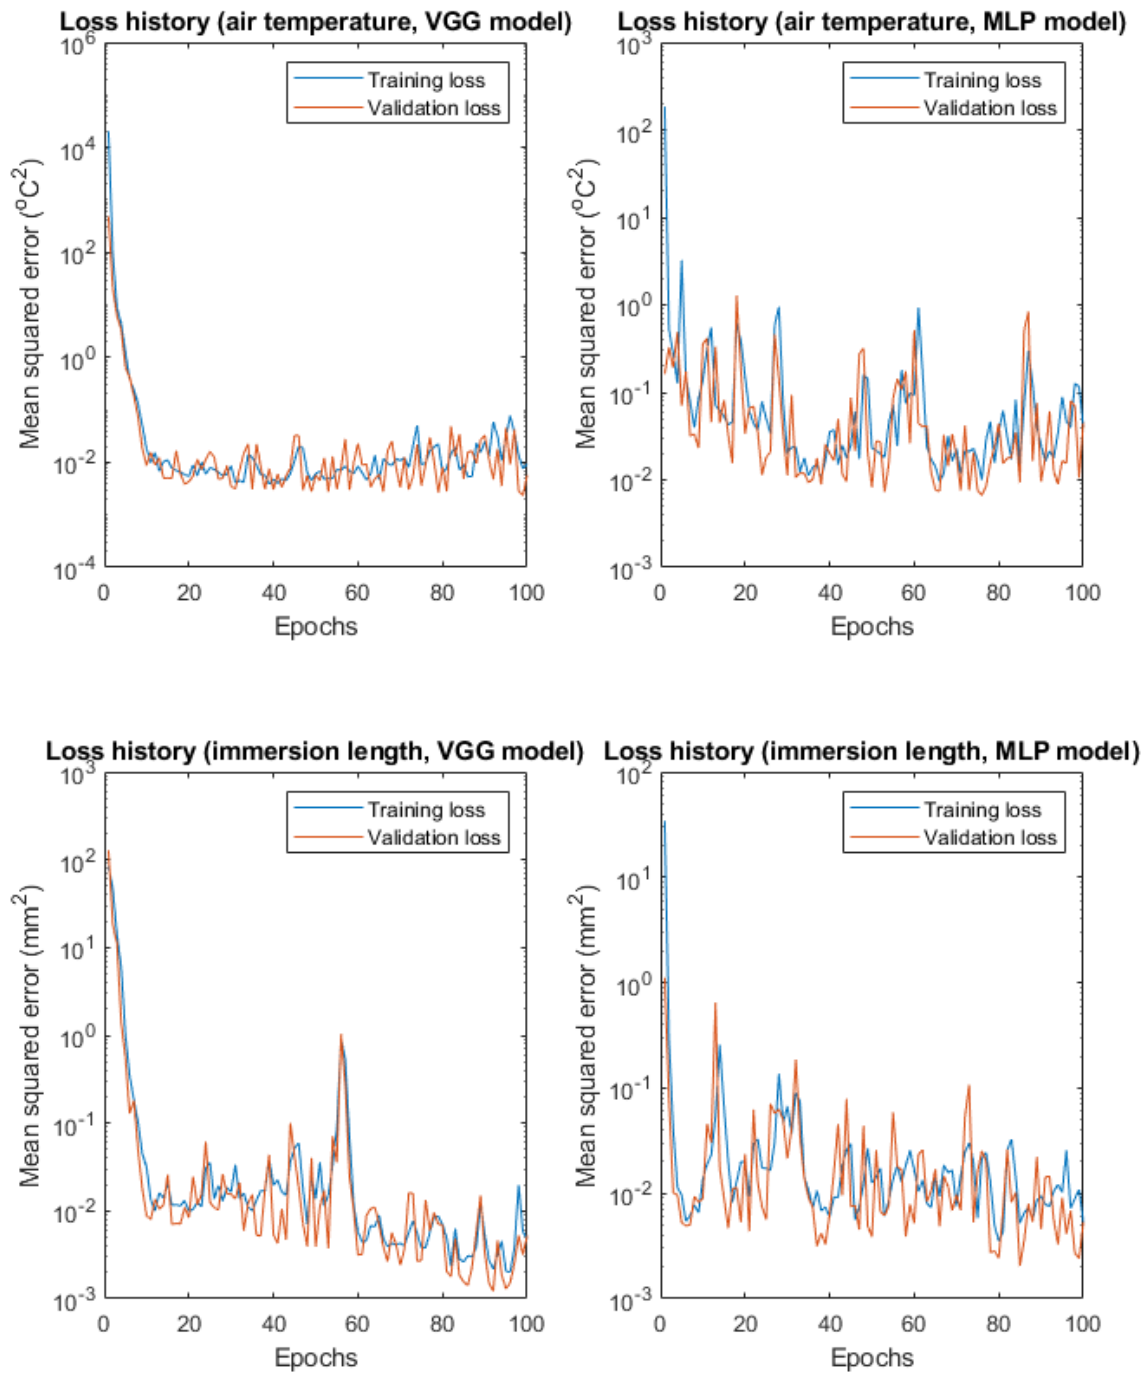 Loss history (air temperature, VGG model)
10^6
10^4
10^2
10^0
10^-2
10^-4
Mean squared error (°C^2)
Training loss
Validation loss
0 20 40 60 80 100
Epochs
Loss history (air temperature, MLP model)
10^3
10^2
10^1
10^0
10^-1
10^-2
10^-3
Mean squared error (°C^2)
Training loss
Validation loss
0 20 40 60 80 100
Epochs
Loss history (immersion length, VGG model)
10^3
10^2
10^1
10^0
10^-1
10^-2
10^-3
Mean squared error (mm^2)
Training loss
Validation loss
0 20 40 60 80 100
Epochs
Loss history (immersion length, MLP model)
10^2
10^1
10^0
10^-1
10^-2
10^-3
Mean squared error (mm^2)
Training loss
Validation loss
0 20 40 60 80 100
Epochs